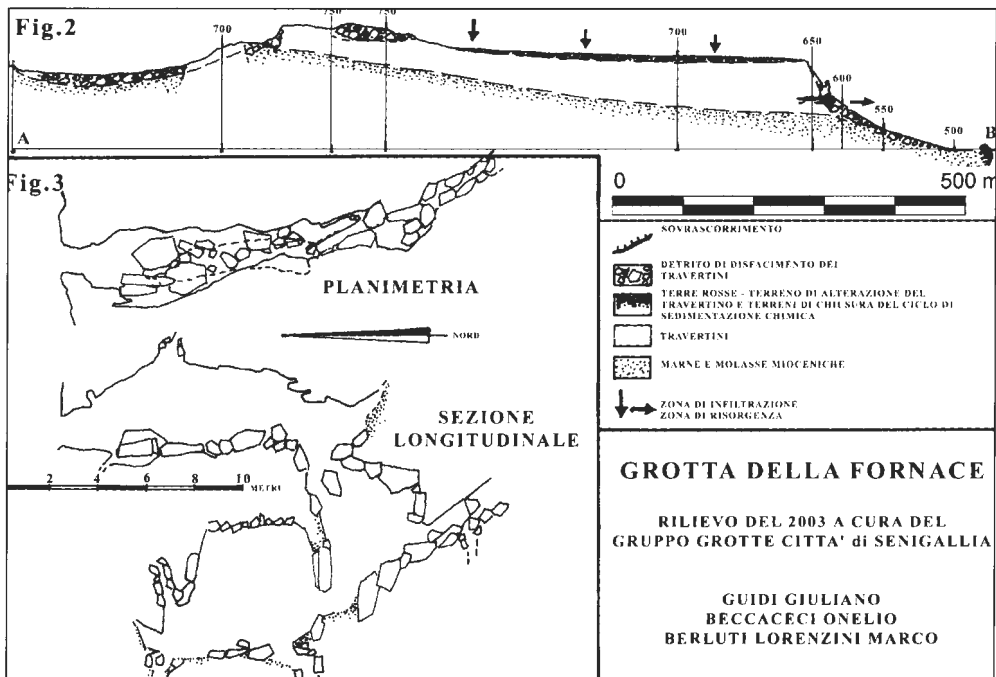 Fig.2
700
750
750
700
650
600
550
500
A
B
0 500 m
Fig.3
PLANIMETRIA
NORD
SEZIONE
LONGITUDINALE
2 4 6 8 10 METRI
SOVRASCORRIMENTO
DETRITO DI DISFACIMENTO DEI
TRAVERTINI
TERRE ROSSE - TERRENO DI ALTERAZIONE DEL
TRAVERTINO E TERRENI DI CHIUSURA DEL CICLO DI
SEDIMENTAZIONE CHIMICA
TRAVERTINI
MARNE E MOLASSE MIOCENICHE
ZONA DI INFILTRAZIONE
ZONA DI RISORGENZA
GROTTA DELLA FORNACE
RILIEVO DEL 2003 A CURA DEL
GRUPPO GROTTE CITTA' di SENIGALLIA
GUIDI GIULIANO
BECCACECI ONELIO
BERLUTI LORENZINI MARCO